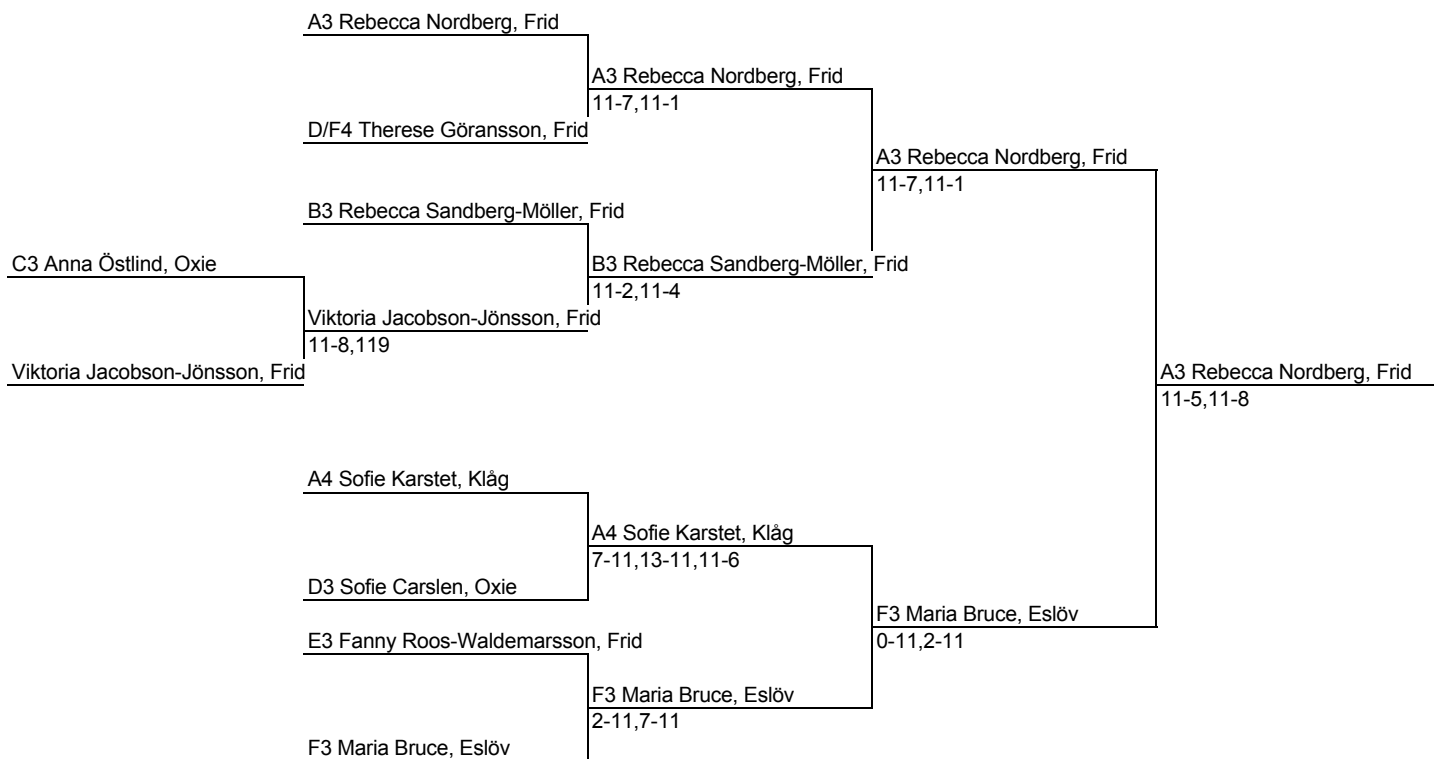 A3 Rebecca Nordberg, Frid
A3 Rebecca Nordberg, Frid
11-7,11-1
D/F4 Therese Göransson, Frid
A3 Rebecca Nordberg, Frid
11-7,11-1
B3 Rebecca Sandberg-Möller, Frid
C3 Anna Östlind, Oxie
B3 Rebecca Sandberg-Möller, Frid
11-2,11-4
Viktoria Jacobson-Jönsson, Frid
11-8,119
Viktoria Jacobson-Jönsson, Frid
A3 Rebecca Nordberg, Frid
11-5,11-8
A4 Sofie Karstet, Klåg
A4 Sofie Karstet, Klåg
7-11,13-11,11-6
D3 Sofie Carslen, Oxie
F3 Maria Bruce, Eslöv
0-11,2-11
E3 Fanny Roos-Waldemarsson, Frid
F3 Maria Bruce, Eslöv
2-11,7-11
F3 Maria Bruce, Eslöv